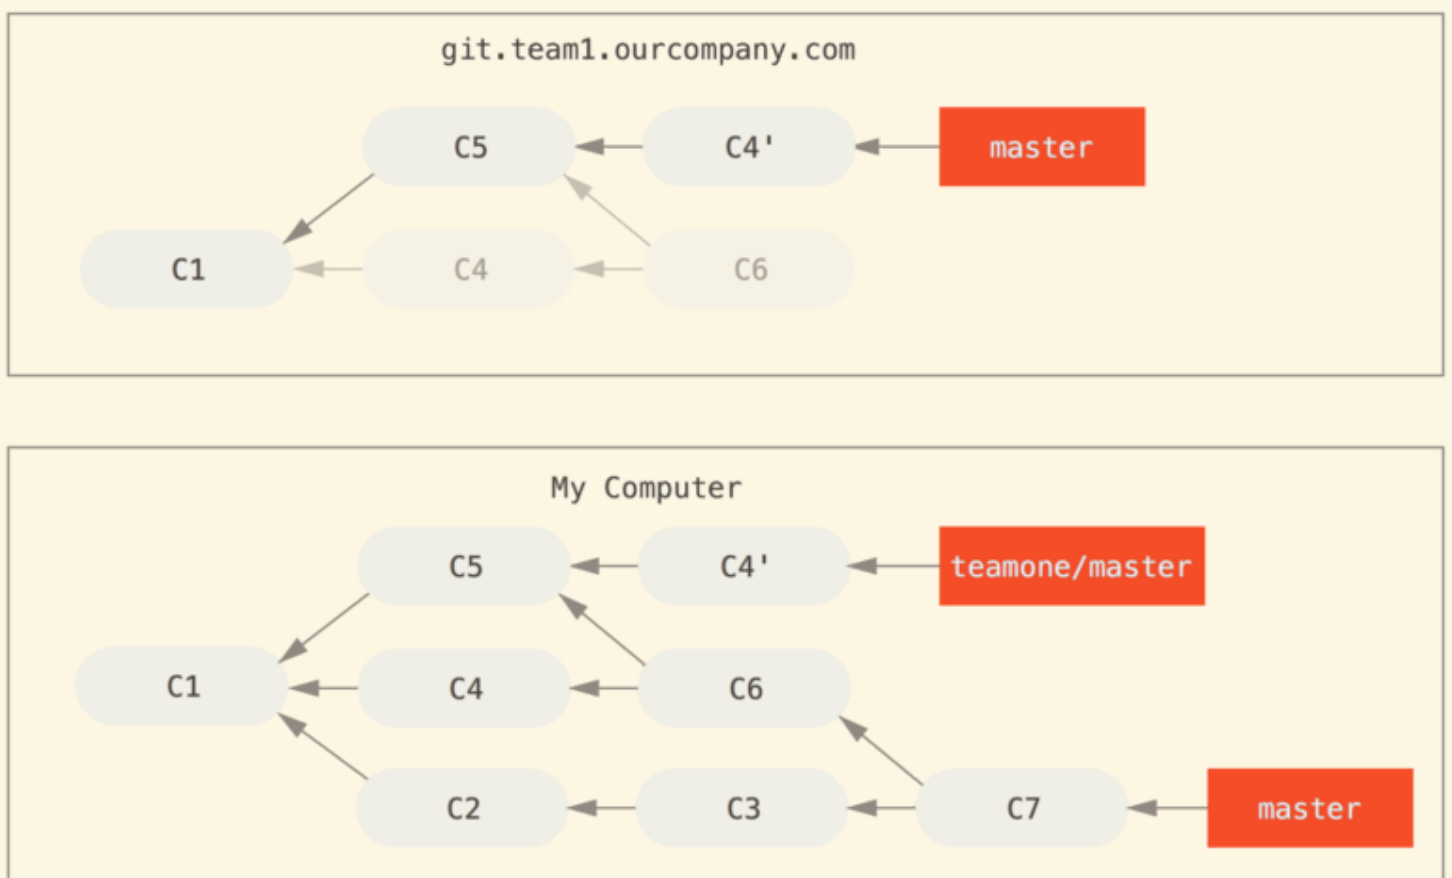 git.team1.ourcompany.com
C5 C4' master
C1 C4 C6
My Computer
C5 C4' teamone/master
C1 C4 C6
C2 C3 C7 master